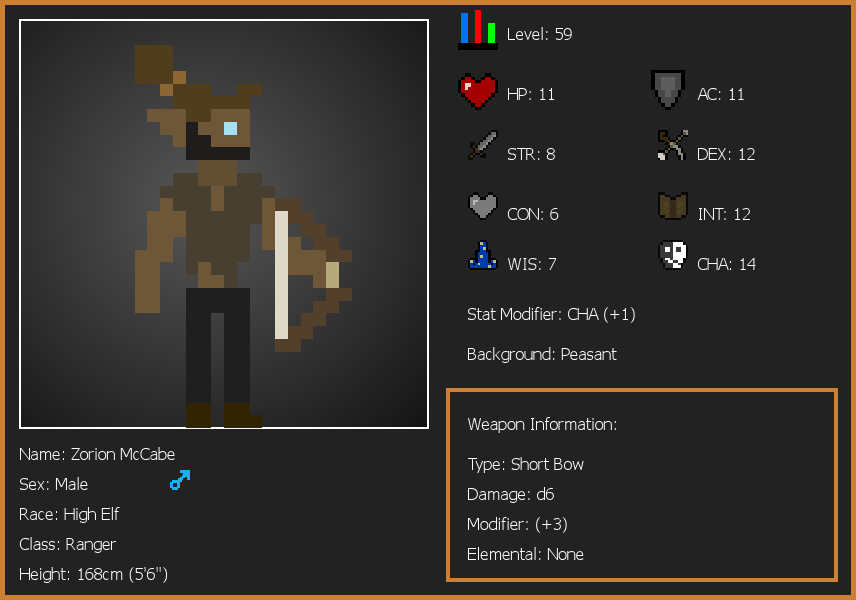 Level: 59
HP: 11
AC: 11
STR: 8
DEX: 12
CON: 6
INT: 12
WIS: 7
CHA: 14
Stat Modifier: CHA (+1)
Background: Peasant
Weapon Information:
Type: Short Bow
Damage: d6
Modifier: (+3)
Elemental: None
Name: Zorion McCabe
Sex: Male
Race: High Elf
Class: Ranger
Height: 168cm (5'6")